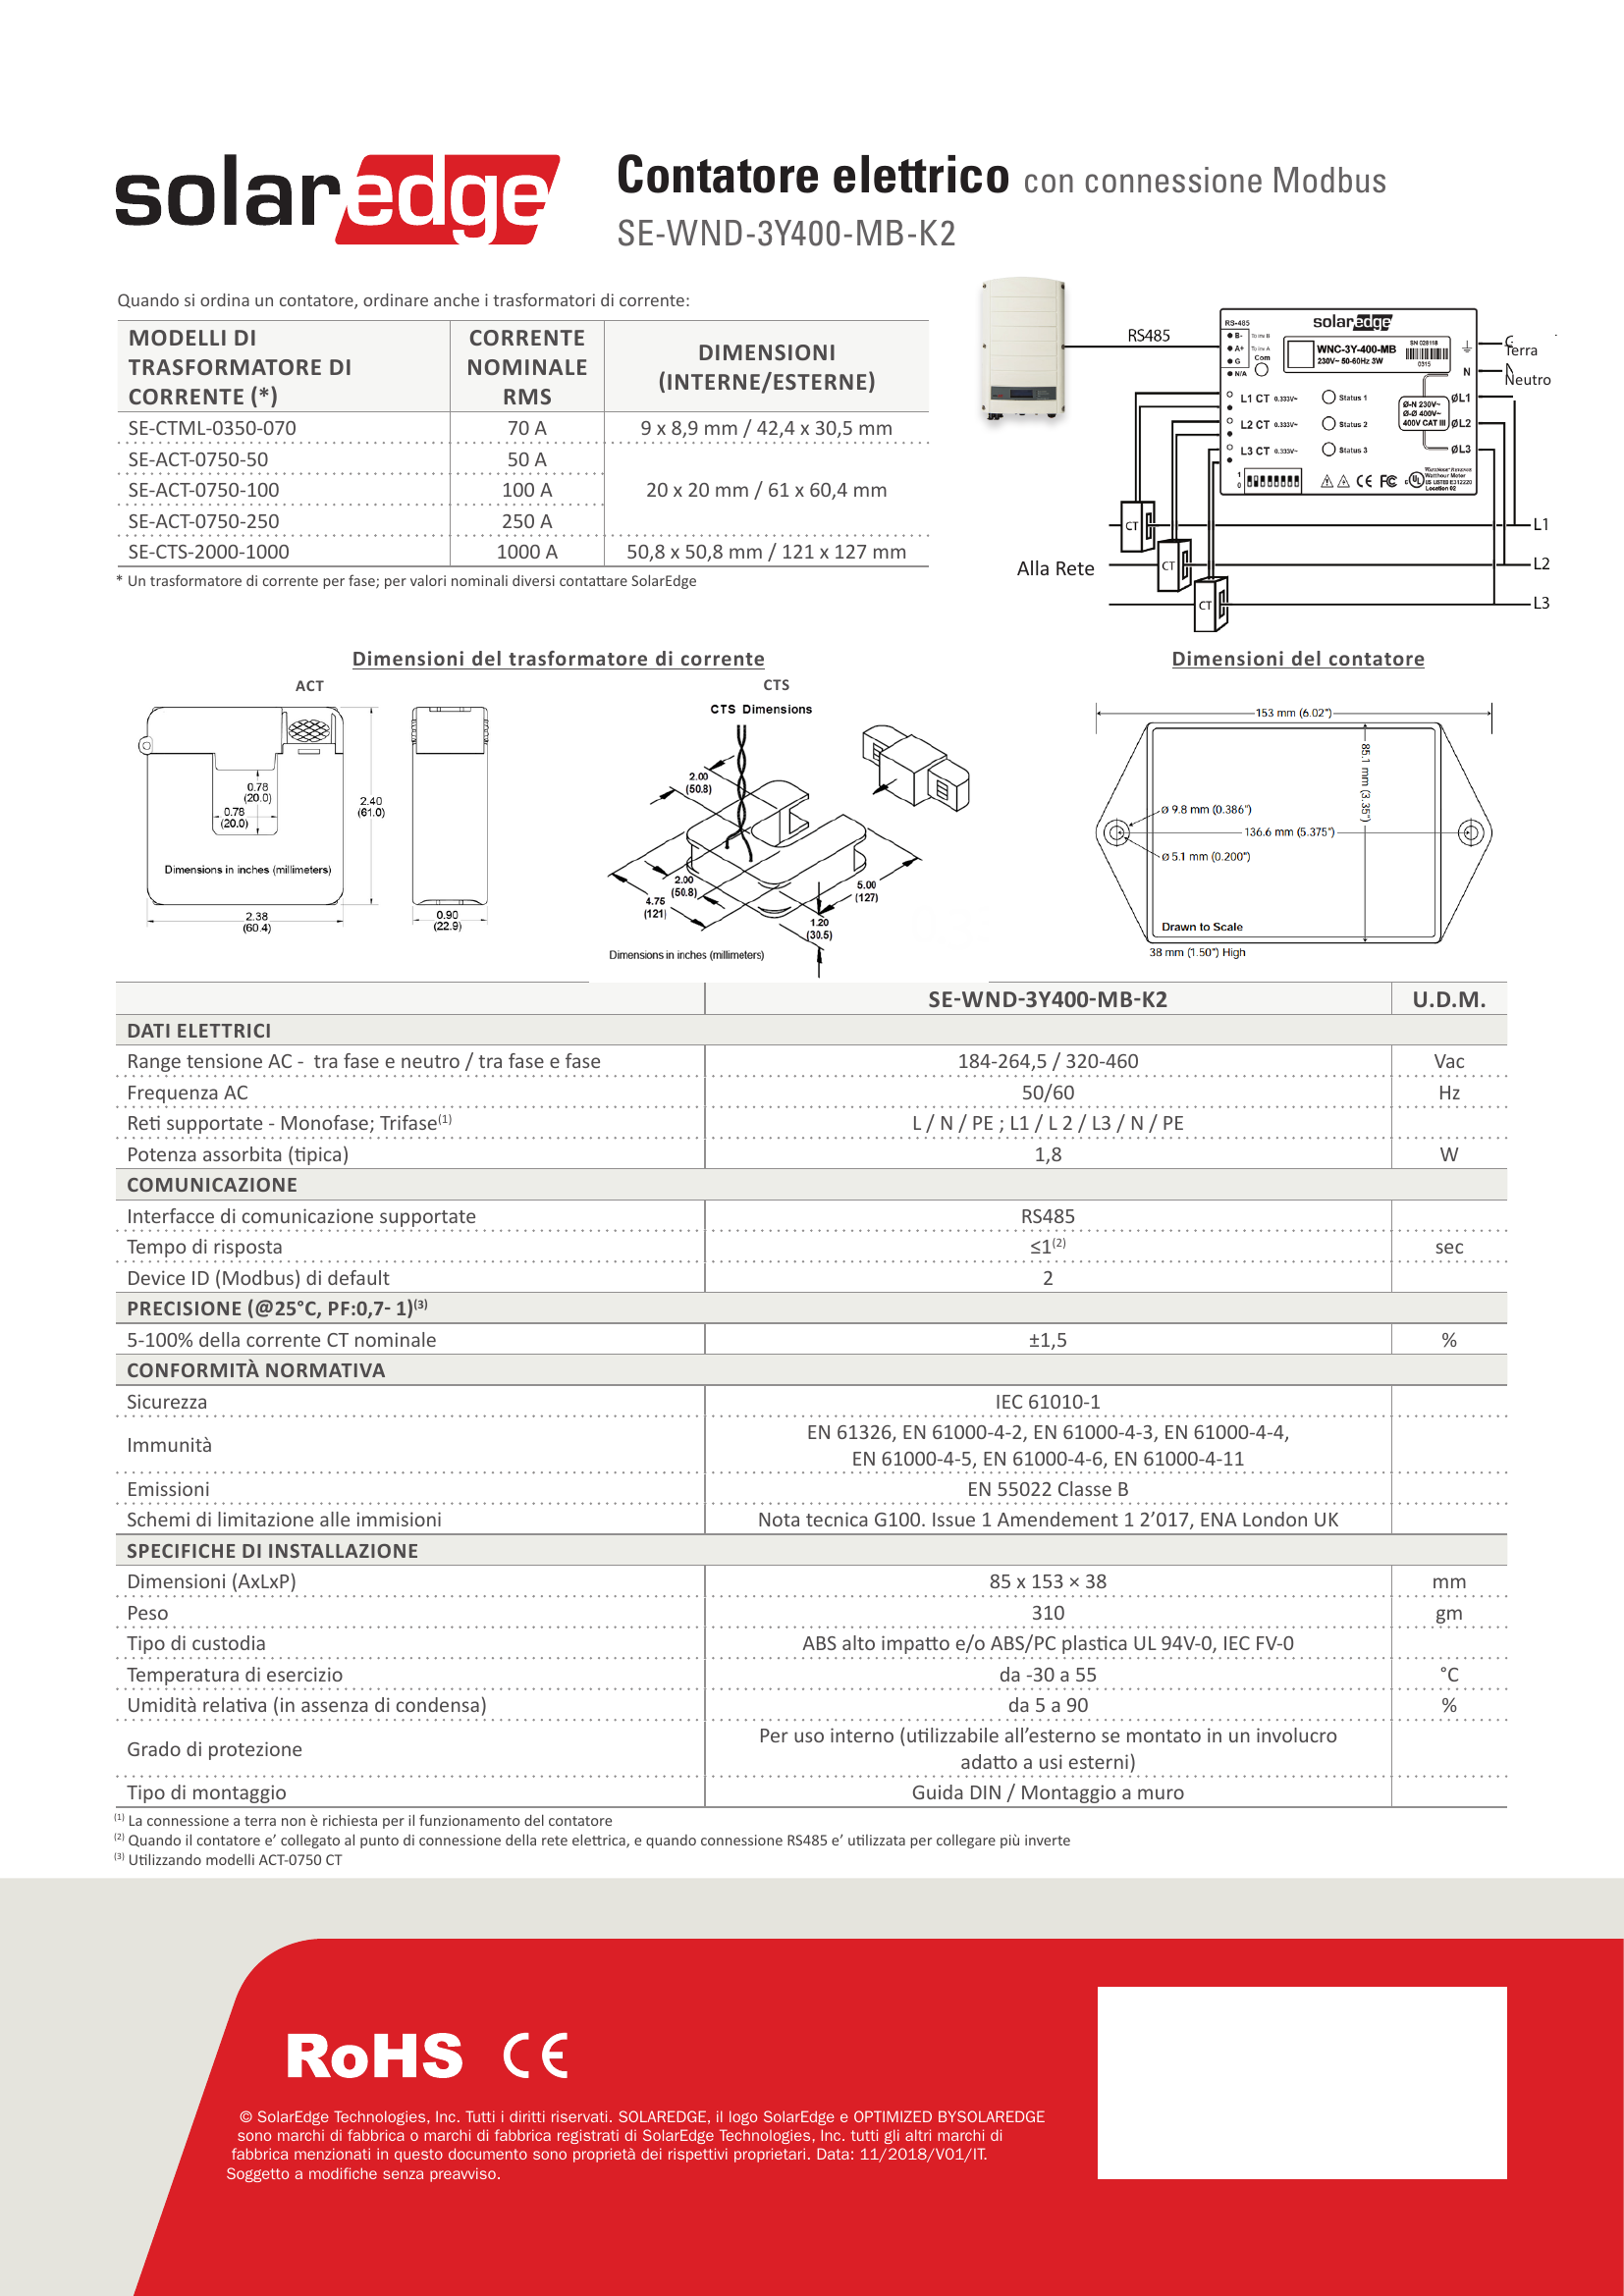 solaredge
Contatore elettrico con connessione Modbus
SE-WND-3Y400-MB-K2
Quando si ordina un contatore, ordinare anche i trasformatori di corrente:
MODELLI DI TRASFORMATORE DI CORRENTE (*) CORRENTE NOMINALE RMS DIMENSIONI (INTERNE/ESTERNE)
SE-CTML-0350-070 70 A 9 x 8,9 mm / 42,4 x 30,5 mm
SE-ACT-0750-50 50 A
SE-ACT-0750-100 100 A 20 x 20 mm / 61 x 60,4 mm
SE-ACT-0750-250 250 A
SE-CTS-2000-1000 1000 A 50,8 x 50,8 mm / 121 x 127 mm
* Un trasformatore di corrente per fase; per valori nominali diversi contattare SolarEdge
RS485
RS-485
solaredge
B- To Inv B
A+ To Inv A
G Com
N/A
WNC-3Y-400-MB
230V~ 50-60Hz 3W
SN 028118
0315
Terra
N
Neutro
L1 CT 0.333V~ Status 1
L2 CT 0.333V~ Status 2
L3 CT 0.333V~ Status 3
Ø-N 230V~
Ø-Ø 400V~
400V CAT III
ØL1
ØL2
ØL3
1
0
CE FC c UL
Watthour Meter
US LISTED E312220
Location 02
CT
CT
CT
Alla Rete
L1
L2
L3
Dimensioni del trasformatore di corrente
ACT
0.78
(20.0)
0.78
(20.0)
2.40
(61.0)
Dimensions in inches (millimeters)
2.38
(60.4)
0.90
(22.9)
CTS
CTS Dimensions
2.00
(50.8)
2.00
(50.8)
4.75
(121)
5.00
(127)
1.20
(30.5)
Dimensions in inches (millimeters)
Dimensioni del contatore
153 mm (6.02")
85.1 mm (3.35")
ø 9.8 mm (0.386")
136.6 mm (5.375")
ø 5.1 mm (0.200")
Drawn to Scale
38 mm (1.50") High
SE-WND-3Y400-MB-K2 U.D.M.
DATI ELETTRICI
Range tensione AC - tra fase e neutro / tra fase e fase 184-264,5 / 320-460 Vac
Frequenza AC 50/60 Hz
Reti supportate - Monofase; Trifase(1) L / N / PE ; L1 / L 2 / L3 / N / PE
Potenza assorbita (tipica) 1,8 W
COMUNICAZIONE
Interfacce di comunicazione supportate RS485
Tempo di risposta ≤1(2) sec
Device ID (Modbus) di default 2
PRECISIONE (@25°C, PF:0,7- 1)(3)
5-100% della corrente CT nominale ±1,5 %
CONFORMITÀ NORMATIVA
Sicurezza IEC 61010-1
Immunità EN 61326, EN 61000-4-2, EN 61000-4-3, EN 61000-4-4,
EN 61000-4-5, EN 61000-4-6, EN 61000-4-11
Emissioni EN 55022 Classe B
Schemi di limitazione alle immisioni Nota tecnica G100. Issue 1 Amendement 1 2’017, ENA London UK
SPECIFICHE DI INSTALLAZIONE
Dimensioni (AxLxP) 85 x 153 × 38 mm
Peso 310 gm
Tipo di custodia ABS alto impatto e/o ABS/PC plastica UL 94V-0, IEC FV-0
Temperatura di esercizio da -30 a 55 °C
Umidità relativa (in assenza di condensa) da 5 a 90 %
Grado di protezione Per uso interno (utilizzabile all’esterno se montato in un involucro
adatto a usi esterni)
Tipo di montaggio Guida DIN / Montaggio a muro
(1) La connessione a terra non è richiesta per il funzionamento del contatore
(2) Quando il contatore e’ collegato al punto di connessione della rete elettrica, e quando connessione RS485 e’ utilizzata per collegare più inverte
(3) Utilizzando modelli ACT-0750 CT
RoHS CE
© SolarEdge Technologies, Inc. Tutti i diritti riservati. SOLAREDGE, il logo SolarEdge e OPTIMIZED BYSOLAREDGE
sono marchi di fabbrica o marchi di fabbrica registrati di SolarEdge Technologies, Inc. tutti gli altri marchi di
fabbrica menzionati in questo documento sono proprietà dei rispettivi proprietari. Data: 11/2018/V01/IT.
Soggetto a modifiche senza preavviso.